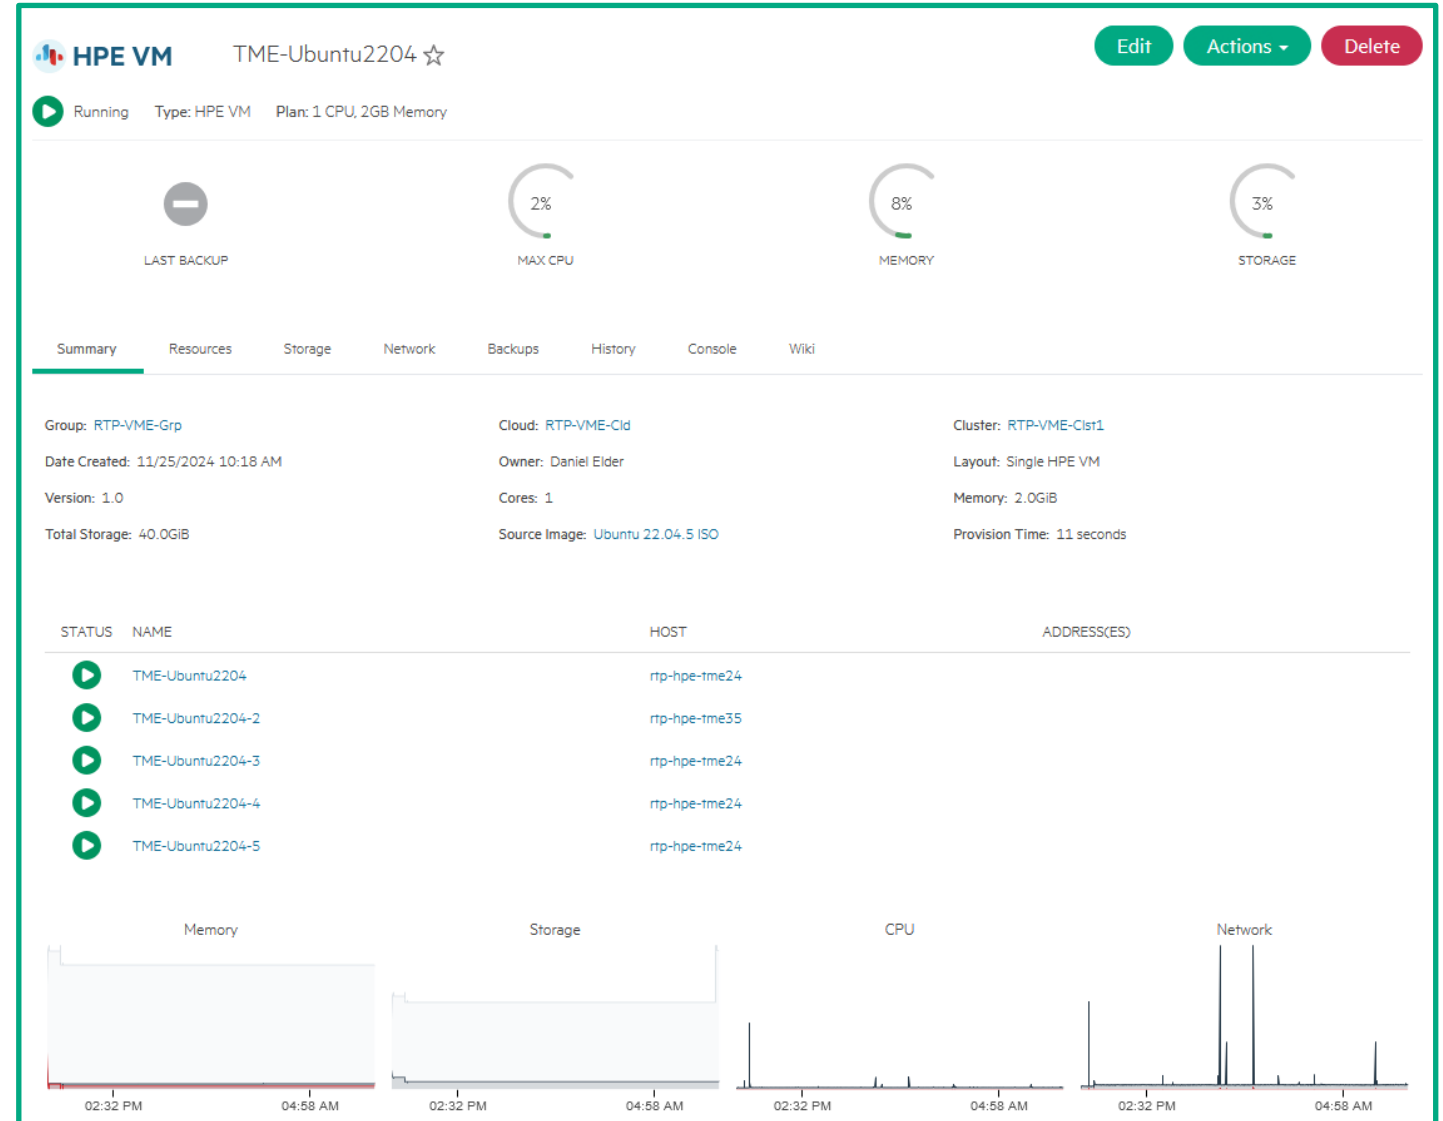 HPE VM TME-Ubuntu2204 Edit Actions Delete
Running Type: HPE VM Plan: 1 CPU, 2GB Memory
2% 8% 3%
LAST BACKUP MAX CPU MEMORY STORAGE
Summary Resources Storage Network Backups History Console Wiki
Group: RTP-VME-Grp Cloud: RTP-VME-Cld Cluster: RTP-VME-Clst1
Date Created: 11/25/2024 10:18 AM Owner: Daniel Elder Layout: Single HPE VM
Version: 1.0 Cores: 1 Memory: 2.0GiB
Total Storage: 40.0GiB Source Image: Ubuntu 22.04.5 ISO Provision Time: 11 seconds
STATUS NAME HOST ADDRESS(ES)
TME-Ubuntu2204 rtp-hpe-tme24
TME-Ubuntu2204-2 rtp-hpe-tme35
TME-Ubuntu2204-3 rtp-hpe-tme24
TME-Ubuntu2204-4 rtp-hpe-tme24
TME-Ubuntu2204-5 rtp-hpe-tme24
Memory Storage CPU Network
02:32 PM 04:58 AM 02:32 PM 04:58 AM 02:32 PM 04:58 AM 02:32 PM 04:58 AM